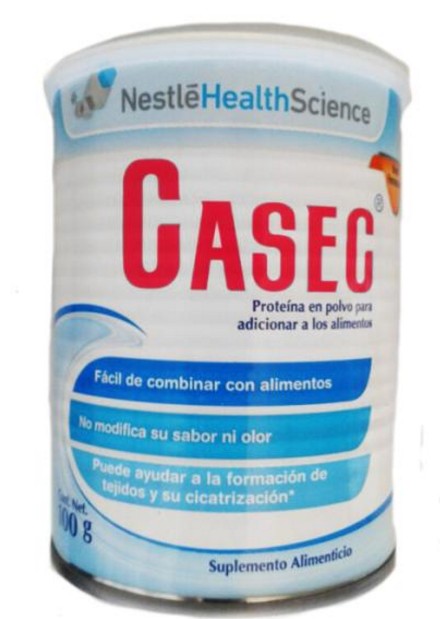 NestléHealthScience
CASEC®
Proteína en polvo para
adicionar a los alimentos
Fácil de combinar con alimentos
No modifica su sabor ni olor
Puede ayudar a la formación de
tejidos y su cicatrización*
Cont. Net.
100 g
Suplemento Alimenticio